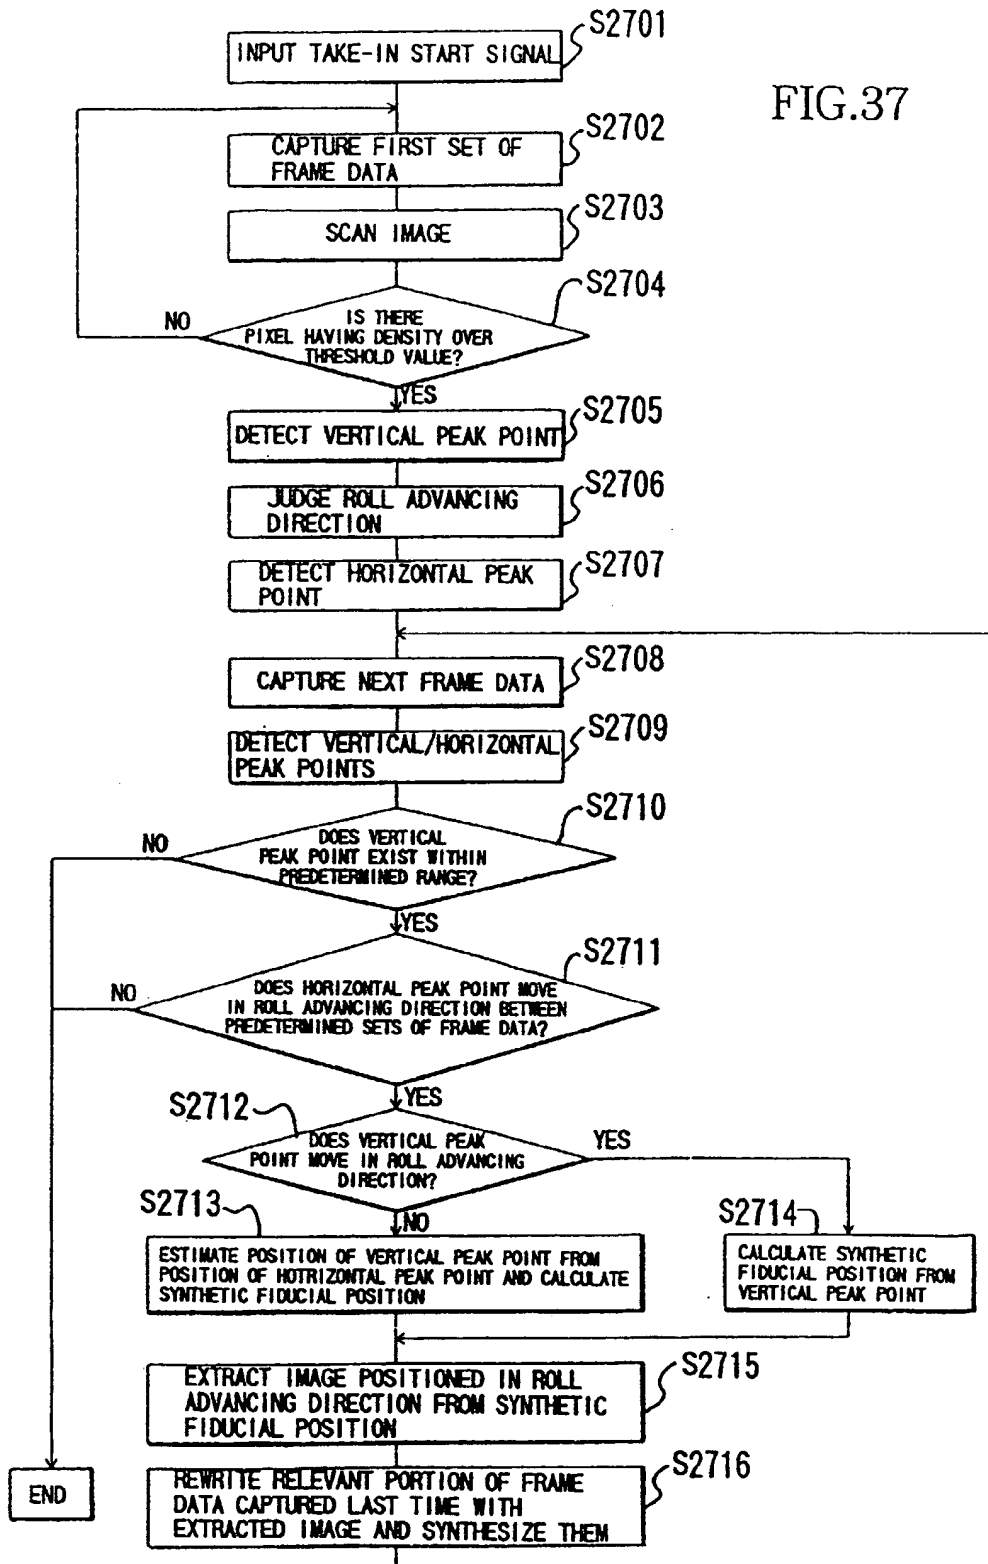 FIG.37
S2701
INPUT TAKE-IN START SIGNAL
S2702
CAPTURE FIRST SET OF
FRAME DATA
S2703
SCAN IMAGE
S2704
IS THERE
PIXEL HAVING DENSITY OVER
THRESHOLD VALUE?
NO
YES
S2705
DETECT VERTICAL PEAK POINT
S2706
JUDGE ROLL ADVANCING
DIRECTION
S2707
DETECT HORIZONTAL PEAK
POINT
S2708
CAPTURE NEXT FRAME DATA
S2709
DETECT VERTICAL/HORIZONTAL
PEAK POINTS
S2710
DOES VERTICAL
PEAK POINT EXIST WITHIN
PREDETERMINED RANGE?
NO
YES
S2711
DOES HORIZONTAL PEAK POINT MOVE
IN ROLL ADVANCING DIRECTION BETWEEN
PREDETERMINED SETS OF FRAME DATA?
NO
YES
S2712
DOES VERTICAL PEAK
POINT MOVE IN ROLL ADVANCING
DIRECTION?
YES
NO
S2713
ESTIMATE POSITION OF VERTICAL PEAK POINT FROM
POSITION OF HOTRIZONTAL PEAK POINT AND CALCULATE
SYNTHETIC FIDUCIAL POSITION
S2714
CALCULATE SYNTHETIC
FIDUCIAL POSITION FROM
VERTICAL PEAK POINT
S2715
EXTRACT IMAGE POSITIONED IN ROLL
ADVANCING DIRECTION FROM SYNTHETIC
FIDUCIAL POSITION
S2716
REWRITE RELEVANT PORTION OF FRAME
DATA CAPTURED LAST TIME WITH
EXTRACTED IMAGE AND SYNTHESIZE THEM
END